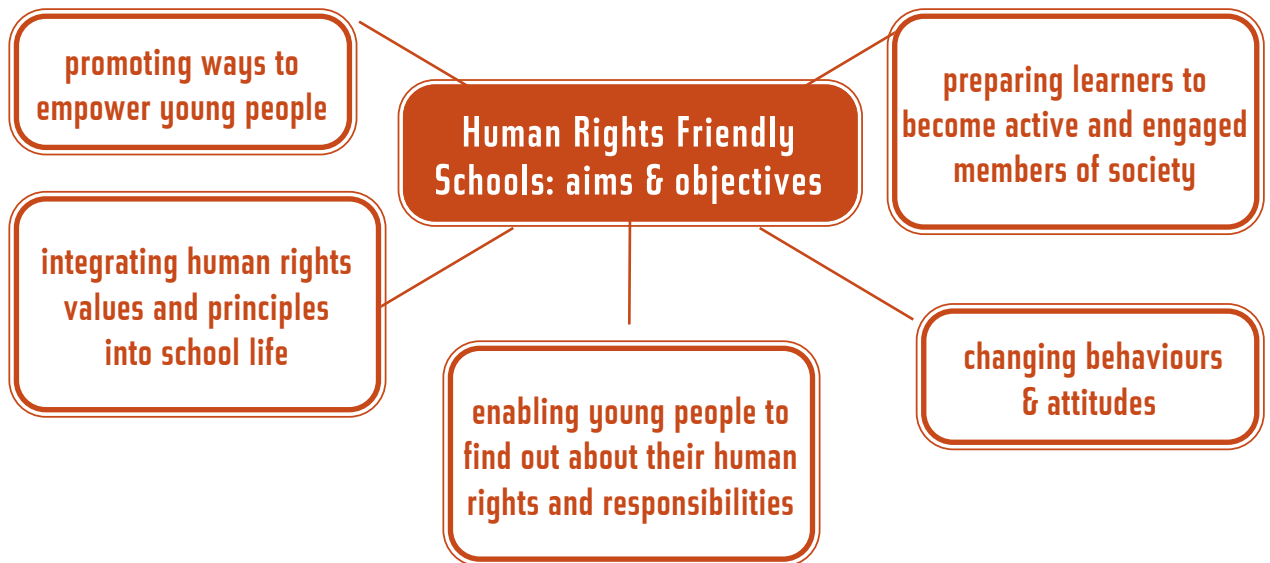 promoting ways to
empower young people
Human Rights Friendly
Schools: aims & objectives
preparing learners to
become active and engaged
members of society
integrating human rights
values and principles
into school life
enabling young people to
find out about their human
rights and responsibilities
changing behaviours
& attitudes